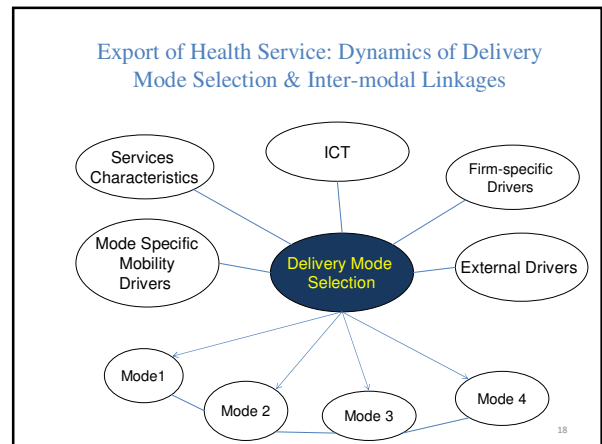 Export of Health Service: Dynamics of Delivery
Mode Selection & Inter-modal Linkages
Services
Characteristics
ICT
Firm-specific
Drivers
Mode Specific
Mobility
Drivers
Delivery Mode
Selection
External Drivers
Mode1
Mode 2
Mode 3
Mode 4
18